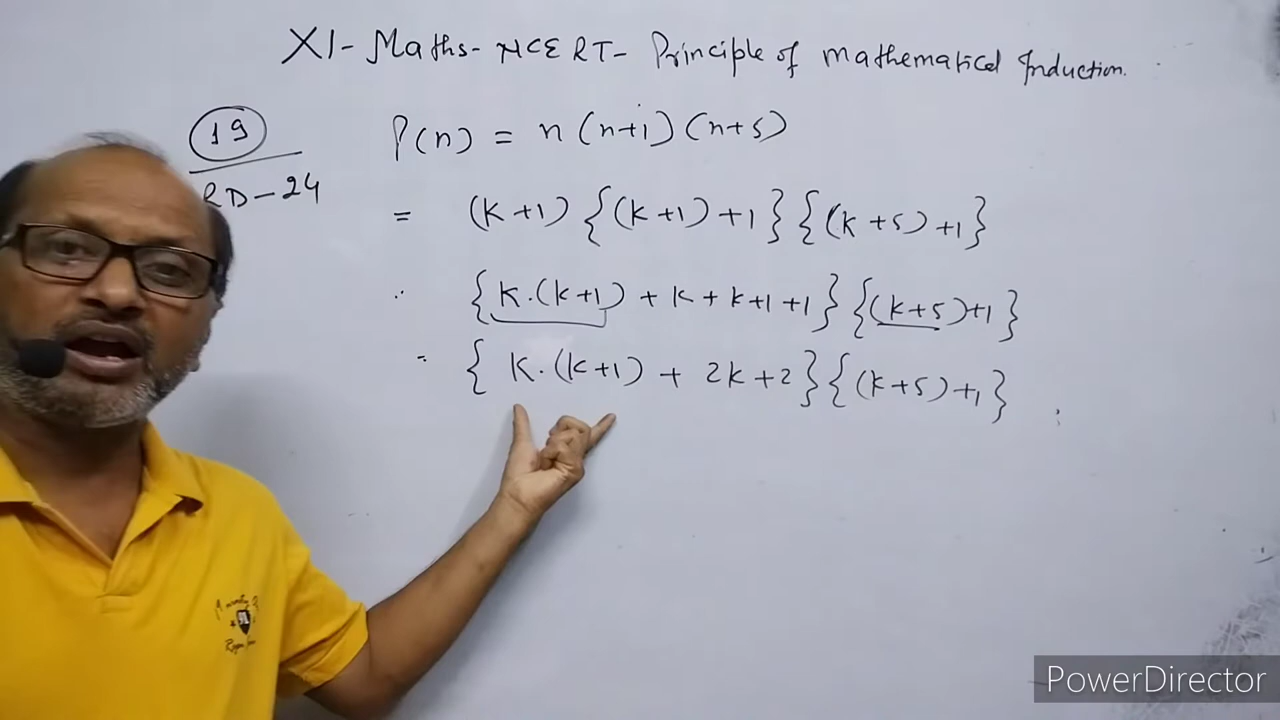 XI- Maths- NCERT- Principle of mathematical Induction.
19
RD-24
P(n) = n(n+1)(n+5)
= (k+1){(k+1)+1}{(k+5)+1}
∴ {k.(k+1)+k+k+1+1}{(k+5)+1}
= {k.(k+1)+2k+2}{(k+5)+1}
PowerDirector